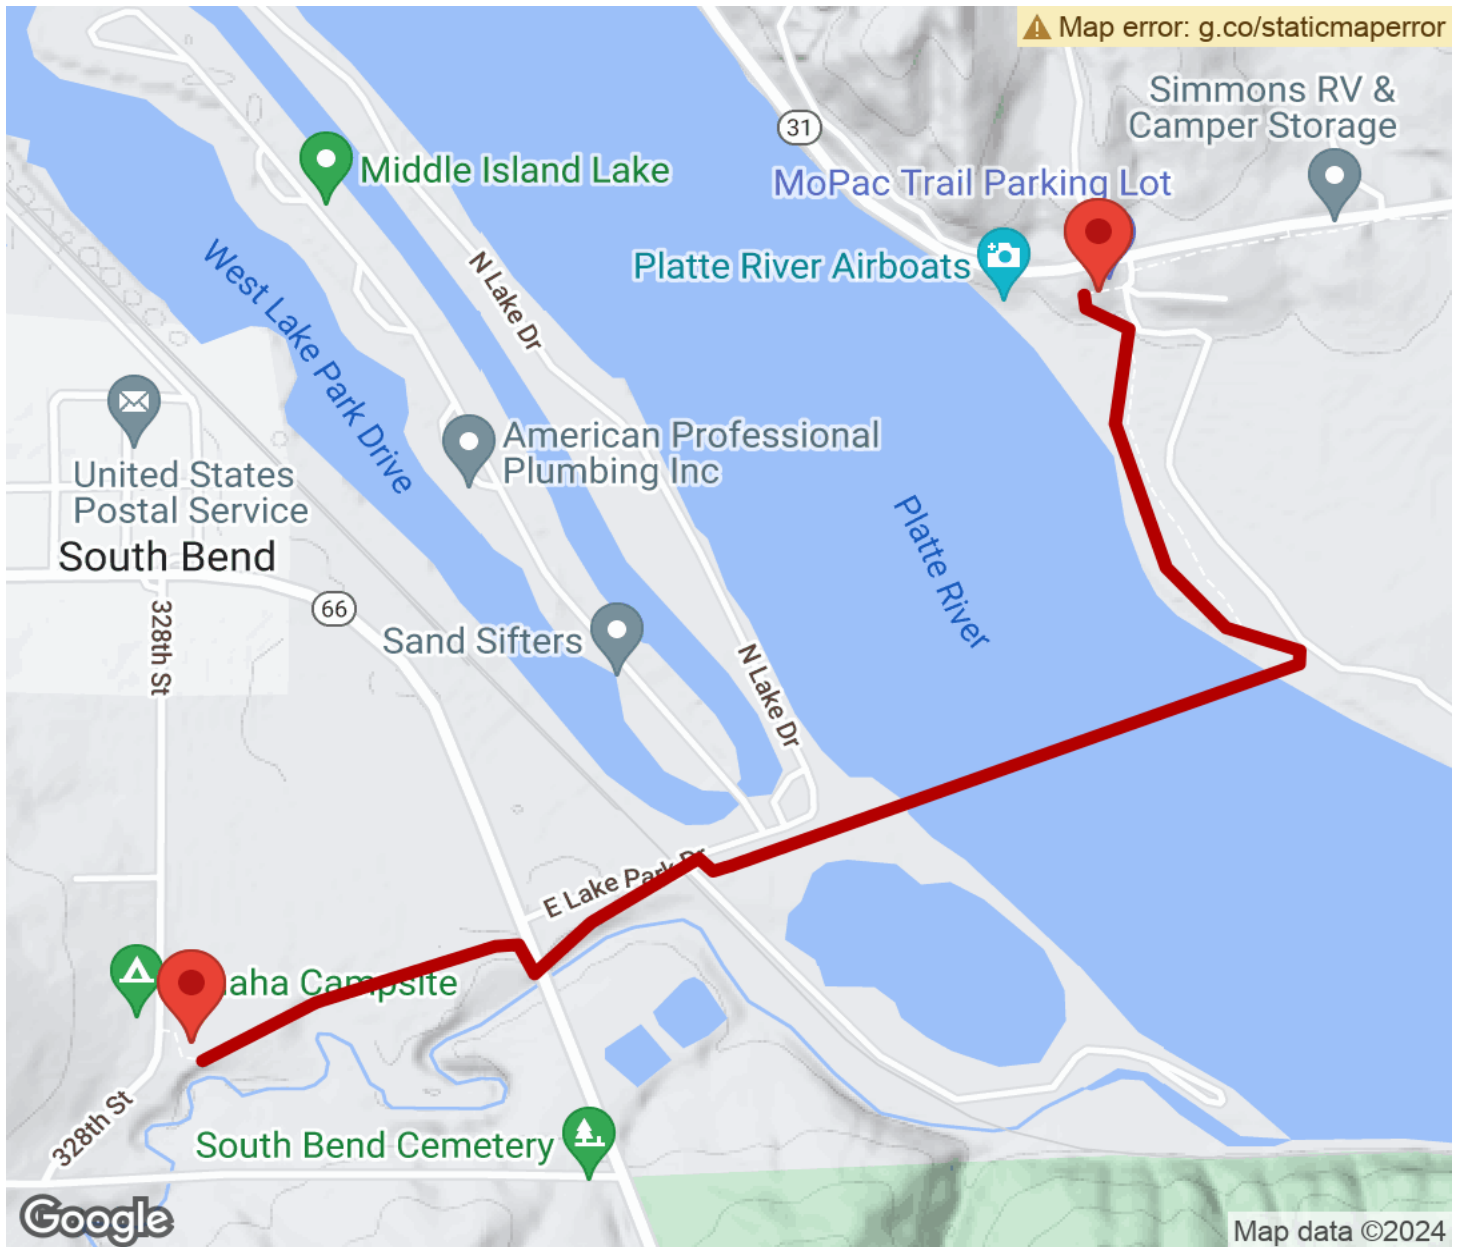 Map error: g.co/staticmaperror
Simmons RV &
Camper Storage
31
Middle Island Lake
MoPac Trail Parking Lot
Platte River Airboats
N Lake Dr
West Lake Park Drive
American Professional
Plumbing Inc
United States
Postal Service
South Bend
Platte River
66
328th St
Sand Sifters
N Lake Dr
E Lake Park Dr
aha Campsite
328th St
South Bend Cemetery
Google
Map data ©2024